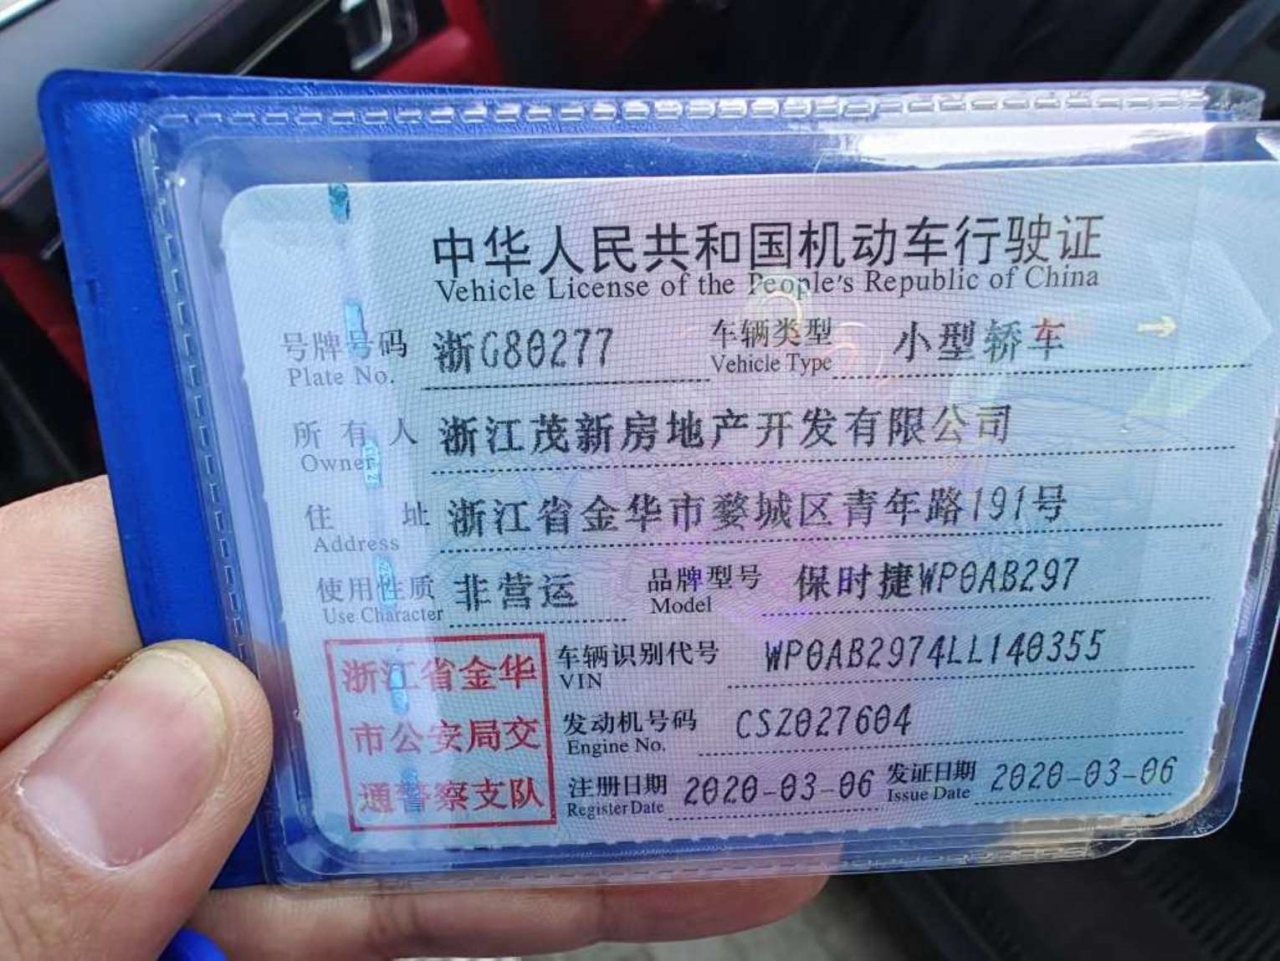 中华人民共和国机动车行驶证
Vehicle License of the People's Republic of China
号牌号码 浙G80277 车辆类型 小型轿车
Plate No. Vehicle Type
所有人 浙江茂新房地产开发有限公司
Owner
住址 浙江省金华市婺城区青年路191号
Address
使用性质 非营运 品牌型号 保时捷WP0AB297
Use Character Model
浙江省金华
市公安局交
通警察支队
车辆识别代号 WP0AB2974LL140355
VIN
发动机号码 CSZ027604
Engine No.
注册日期 2020-03-06 发证日期 2020-03-06
Register Date Issue Date